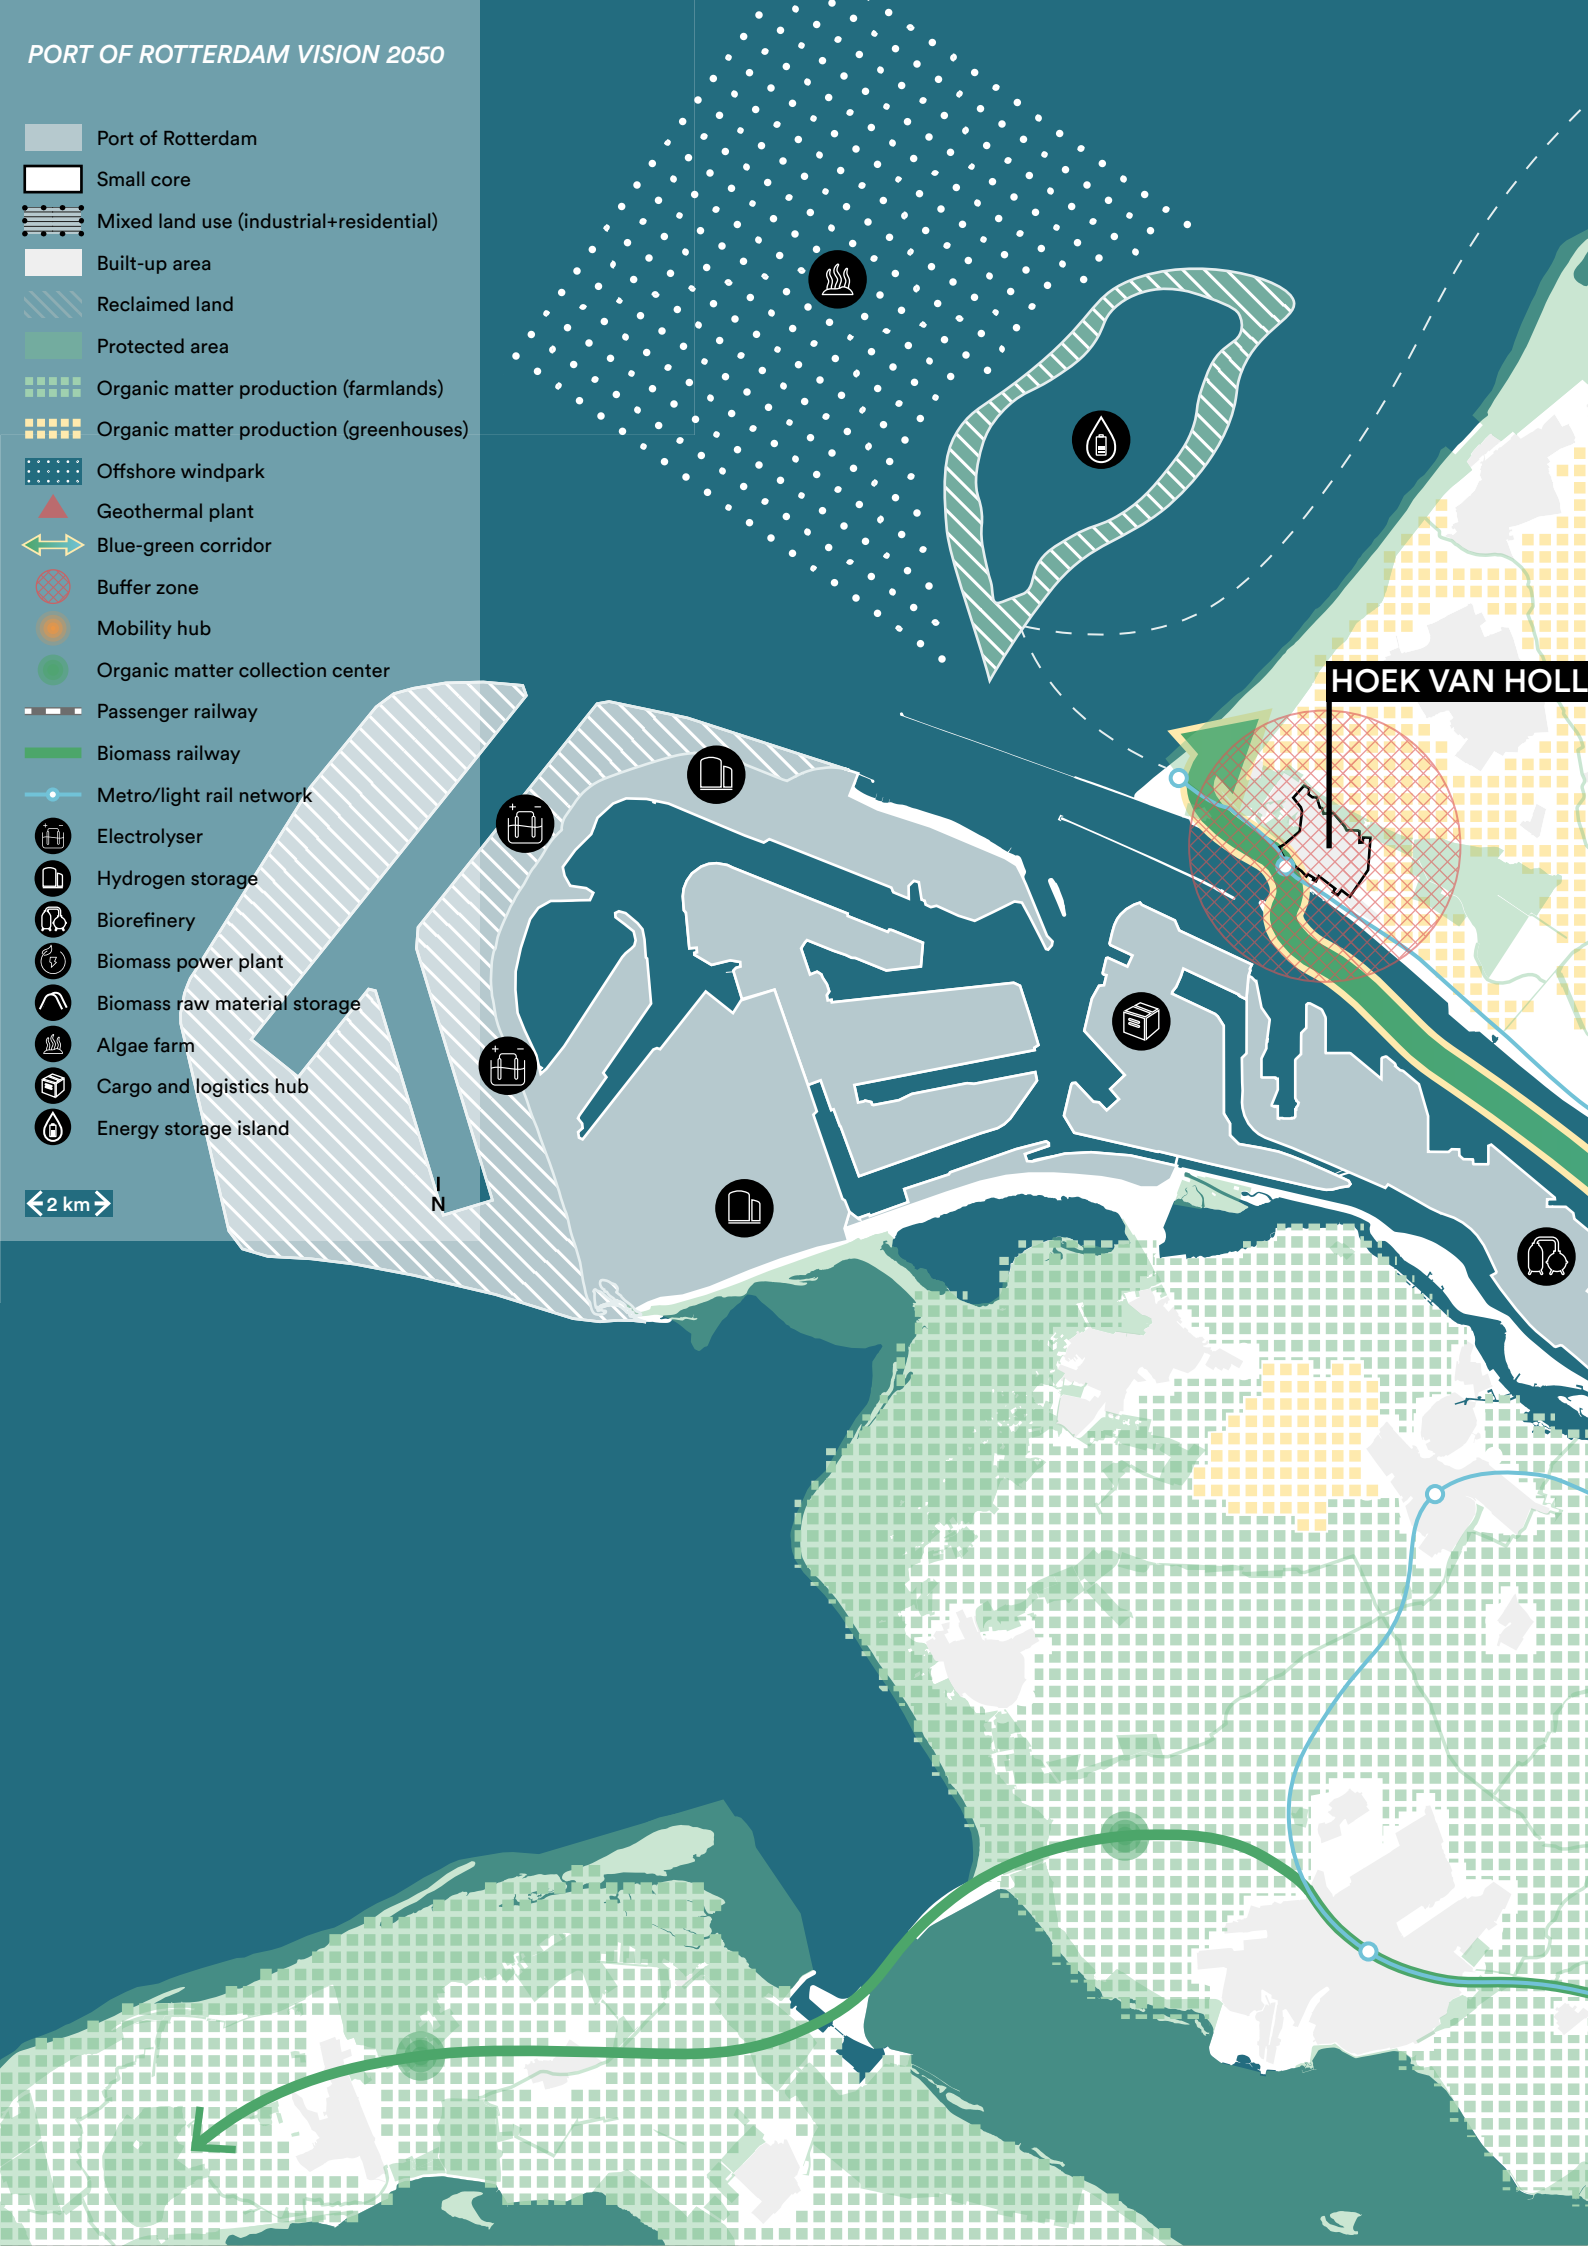 PORT OF ROTTERDAM VISION 2050
Port of Rotterdam
Small core
Mixed land use (industrial+residential)
Built-up area
Reclaimed land
Protected area
Organic matter production (farmlands)
Organic matter production (greenhouses)
Offshore windpark
Geothermal plant
Blue-green corridor
Buffer zone
Mobility hub
Organic matter collection center
Passenger railway
Biomass railway
Metro/light rail network
Electrolyser
Hydrogen storage
Biorefinery
Biomass power plant
Biomass raw material storage
Algae farm
Cargo and logistics hub
Energy storage island
2 km
N
HOEK VAN HOLL